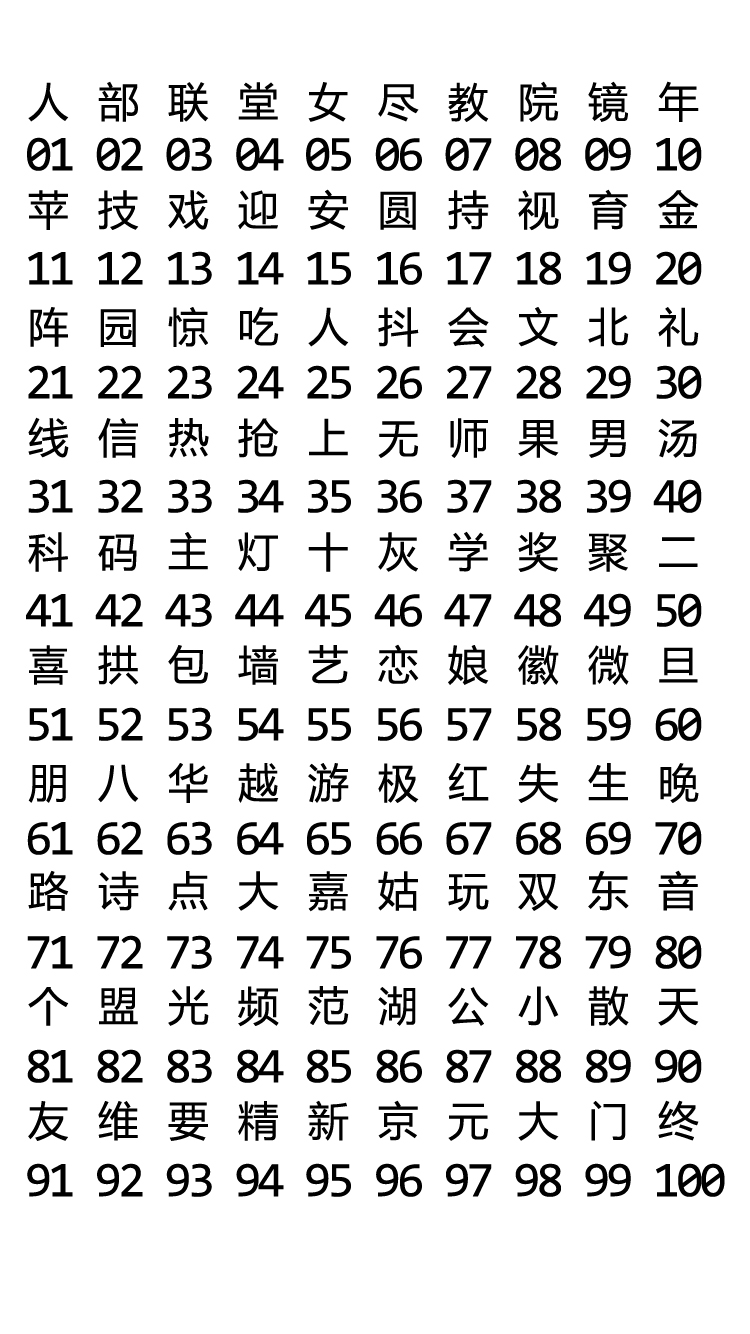 人 部 联 堂 女 尽 教 院 镜 年
01 02 03 04 05 06 07 08 09 10
苹 技 戏 迎 安 圆 持 视 育 金
11 12 13 14 15 16 17 18 19 20
阵 园 惊 吃 人 抖 会 文 北 礼
21 22 23 24 25 26 27 28 29 30
线 信 热 抢 上 无 师 果 男 汤
31 32 33 34 35 36 37 38 39 40
科 码 主 灯 十 灰 学 奖 聚 二
41 42 43 44 45 46 47 48 49 50
喜 拱 包 墙 艺 恋 娘 徽 微 旦
51 52 53 54 55 56 57 58 59 60
朋 八 华 越 游 极 红 失 生 晚
61 62 63 64 65 66 67 68 69 70
路 诗 点 大 嘉 姑 玩 双 东 音
71 72 73 74 75 76 77 78 79 80
个 盟 光 频 范 湖 公 小 散 天
81 82 83 84 85 86 87 88 89 90
友 维 要 精 新 京 元 大 门 终
91 92 93 94 95 96 97 98 99 100